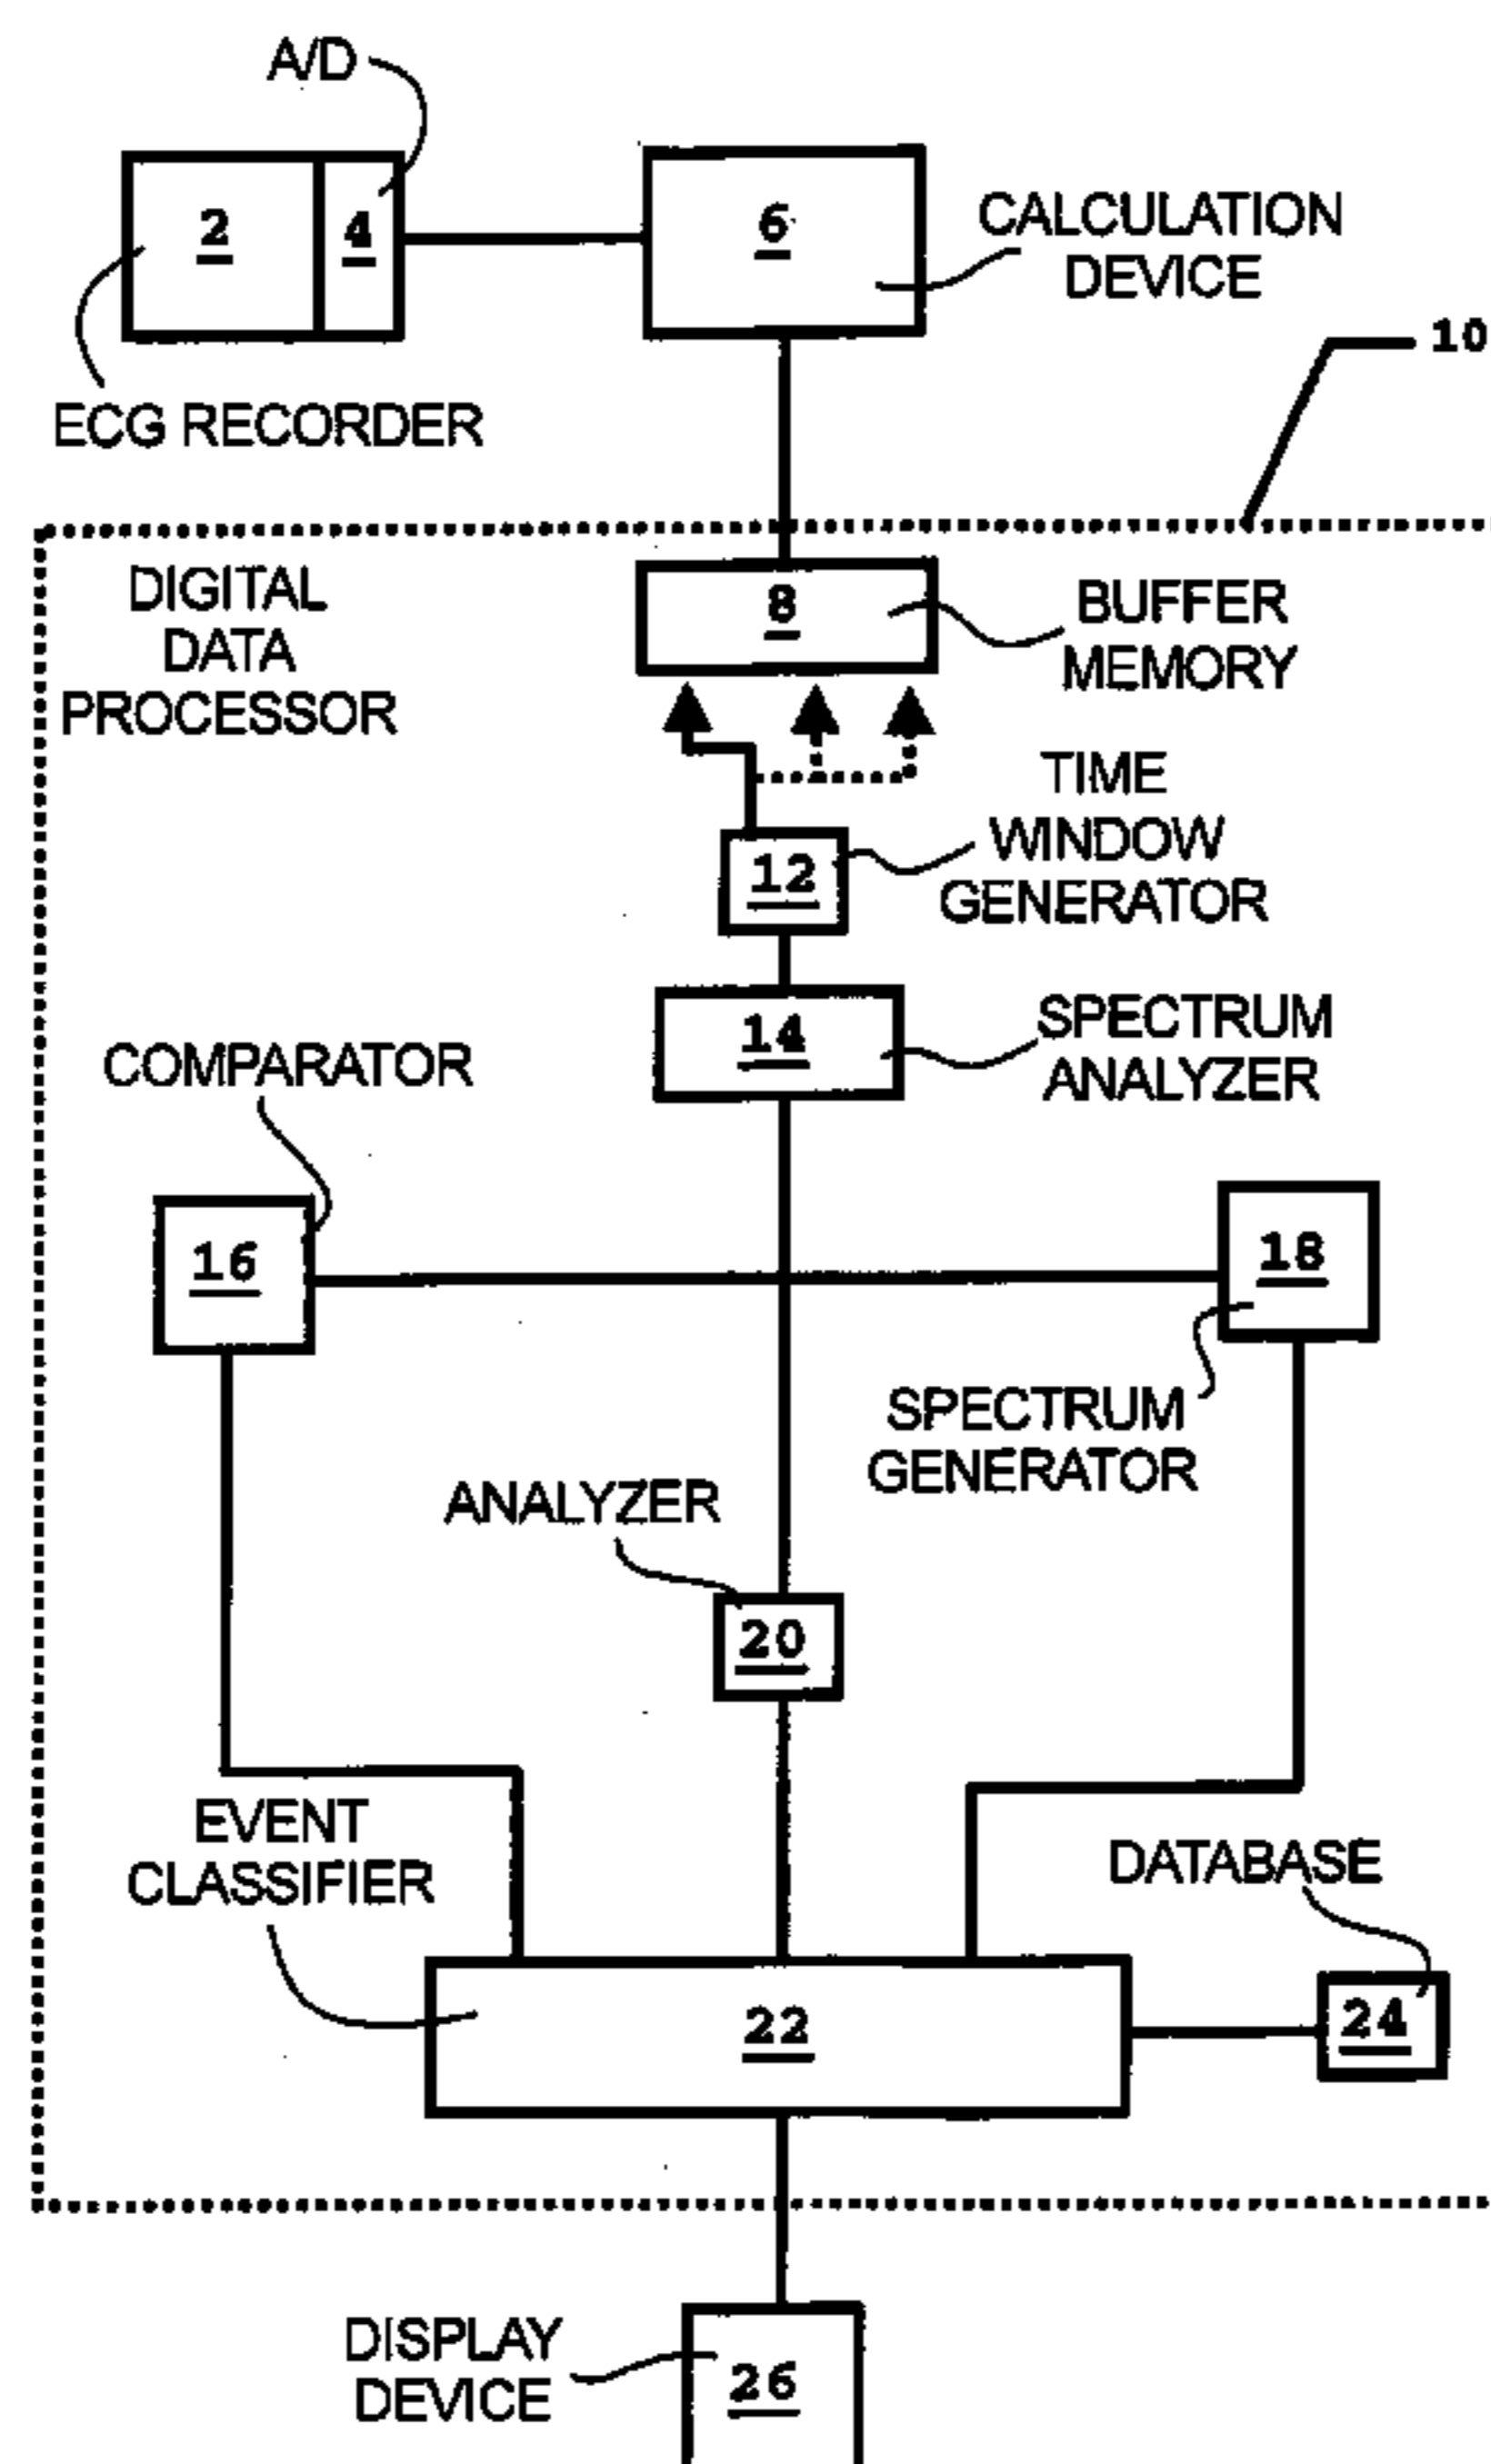 A/D
2
4
6
CALCULATION
DEVICE
10
ECG RECORDER
DIGITAL
DATA
PROCESSOR
8
BUFFER
MEMORY
TIME
WINDOW
GENERATOR
12
14
SPECTRUM
ANALYZER
COMPARATOR
16
18
SPECTRUM
GENERATOR
ANALYZER
20
EVENT
CLASSIFIER
DATABASE
22
24
DISPLAY
DEVICE
26